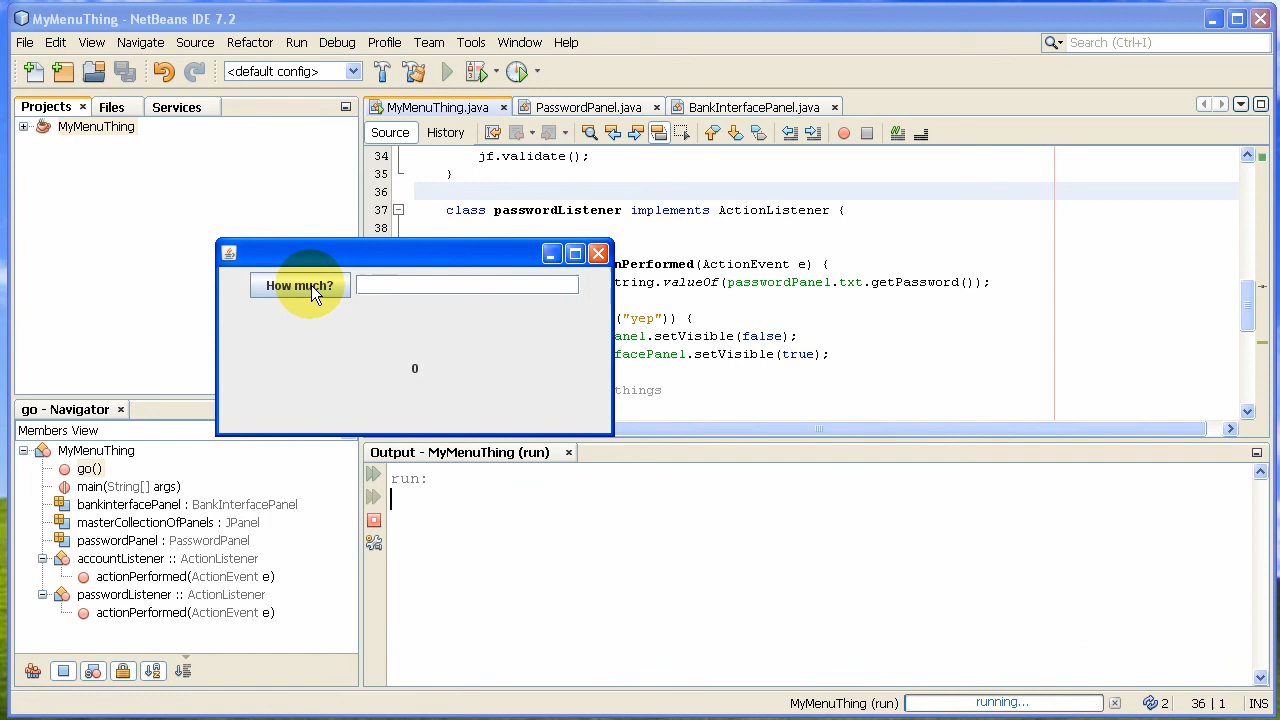 MyMenuThing - NetBeans IDE 7.2
File Edit View Navigate Source Refactor Run Debug Profile Team Tools Window Help
Search (Ctrl+I)
<default config>
Projects Files Services
MyMenuThing.java PasswordPanel.java BankInterfacePanel.java
MyMenuThing
Source History
34 jf.validate();
35 }
36
37 class passwordListener implements ActionListener {
38
nPerformed(ActionEvent e) {
tring.valueOf(passwordPanel.txt.getPassword());
("yep")) {
anel.setVisible(false);
facePanel.setVisible(true);
things
How much?
0
go - Navigator
Members View
MyMenuThing
go()
main(String[] args)
bankinterfacePanel : BankInterfacePanel
masterCollectionOfPanels : JPanel
passwordPanel : PasswordPanel
accountListener :: ActionListener
actionPerformed(ActionEvent e)
passwordListener :: ActionListener
actionPerformed(ActionEvent e)
Output - MyMenuThing (run)
run:
MyMenuThing (run) running... 2 36 | 1 INS